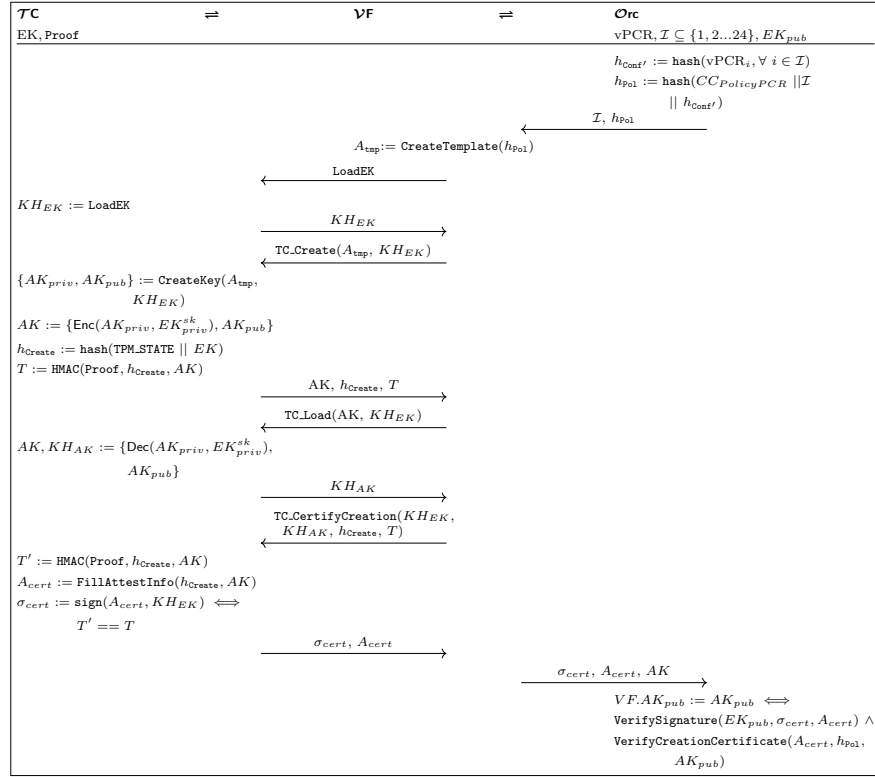 𝒯C ⇌ 𝒱F ⇌ 𝒪rc
EK, Proof vPCR, ℐ ⊆ {1, 2...24}, EK_pub
h_Conf′ := hash(vPCR_i, ∀ i ∈ ℐ)
h_Pol := hash(CC_PolicyPCR ||ℐ
|| h_Conf′)
ℐ, h_Pol
A_tmp:= CreateTemplate(h_Pol)
LoadEK
KH_EK := LoadEK
KH_EK
TC_Create(A_tmp, KH_EK)
{AK_priv, AK_pub} := CreateKey(A_tmp,
KH_EK)
AK := {Enc(AK_priv, EK^sk_priv), AK_pub}
h_Create := hash(TPM_STATE || EK)
T := HMAC(Proof, h_Create, AK)
AK, h_Create, T
TC_Load(AK, KH_EK)
AK, KH_AK := {Dec(AK_priv, EK^sk_priv),
AK_pub}
KH_AK
TC_CertifyCreation(KH_EK,
KH_AK, h_Create, T)
T′ := HMAC(Proof, h_Create, AK)
A_cert := FillAttestInfo(h_Create, AK)
σ_cert := sign(A_cert, KH_EK) ⟺
T′ == T
σ_cert, A_cert
σ_cert, A_cert, AK
VF.AK_pub := AK_pub ⟺
VerifySignature(EK_pub, σ_cert, A_cert) ∧
VerifyCreationCertificate(A_cert, h_Pol,
AK_pub)